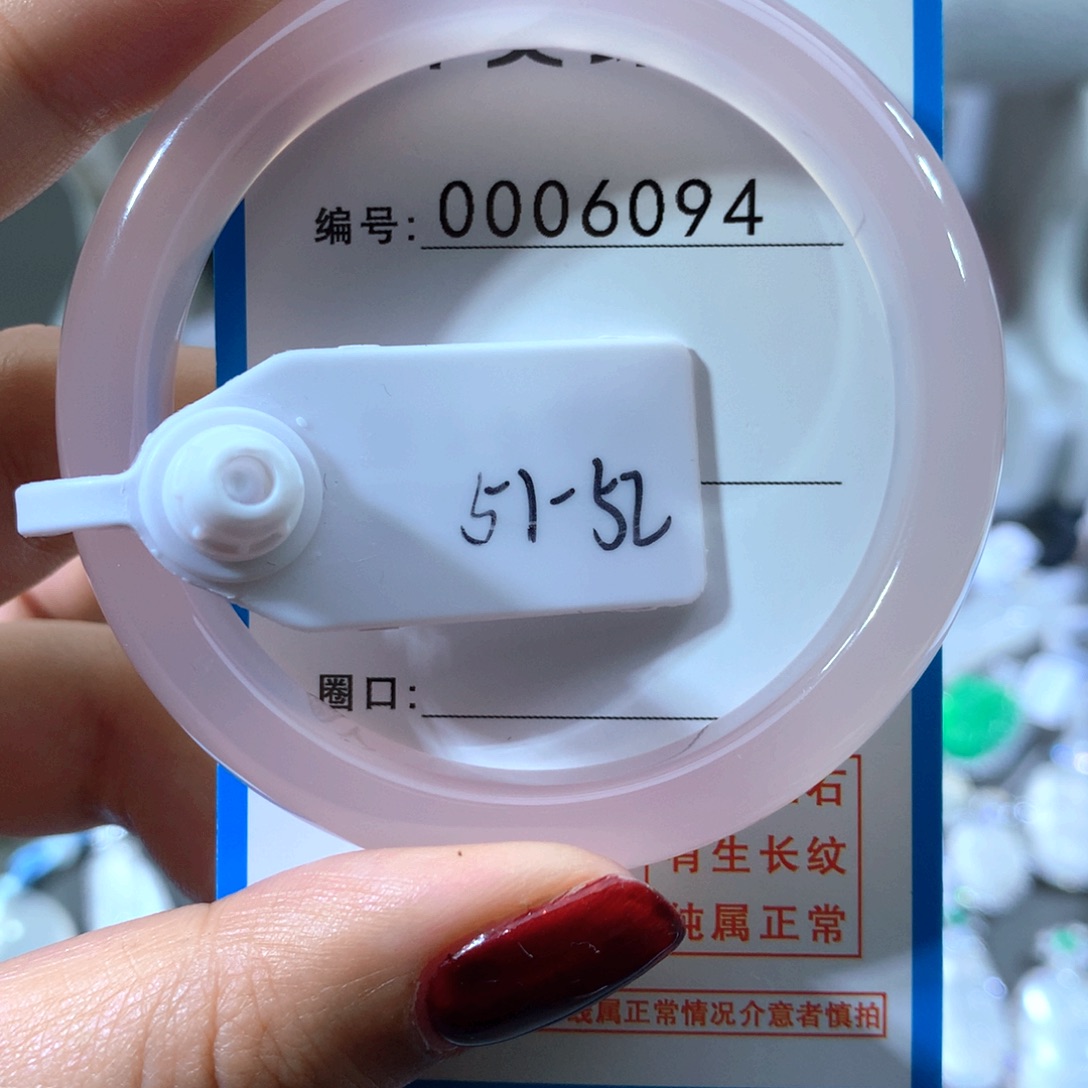 编号: 0006094
51-52
圈口:
石
有生长纹
纯属正常
属正常情况介意者慎拍